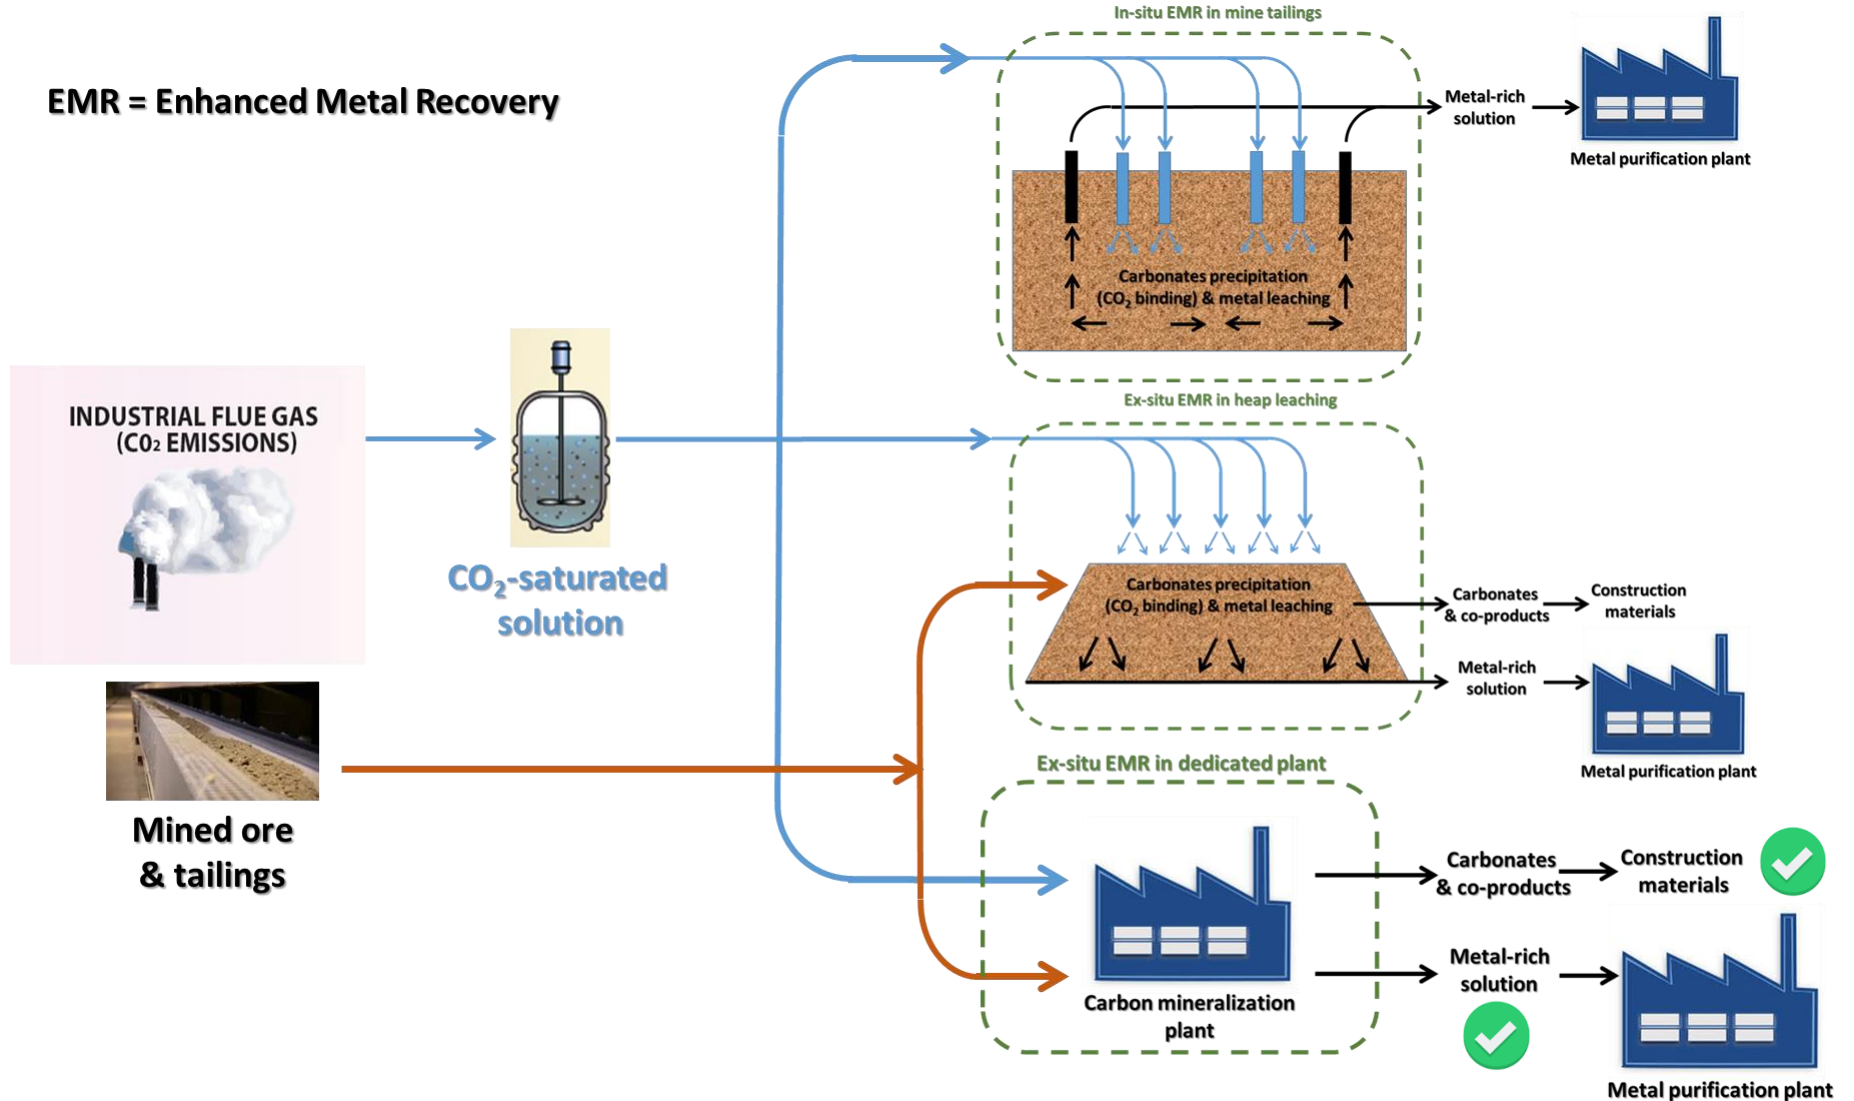 In-situ EMR in mine tailings
EMR = Enhanced Metal Recovery
Metal-rich
solution
Metal purification plant
Carbonates precipitation
(CO₂ binding) & metal leaching
INDUSTRIAL FLUE GAS
(C0₂ EMISSIONS)
CO₂-saturated
solution
Ex-situ EMR in heap leaching
Carbonates precipitation
(CO₂ binding) & metal leaching
Carbonates
& co-products
Construction
materials
Metal-rich
solution
Metal purification plant
Mined ore
& tailings
Ex-situ EMR in dedicated plant
Carbon mineralization
plant
Carbonates
& co-products
Construction
materials
Metal-rich
solution
Metal purification plant